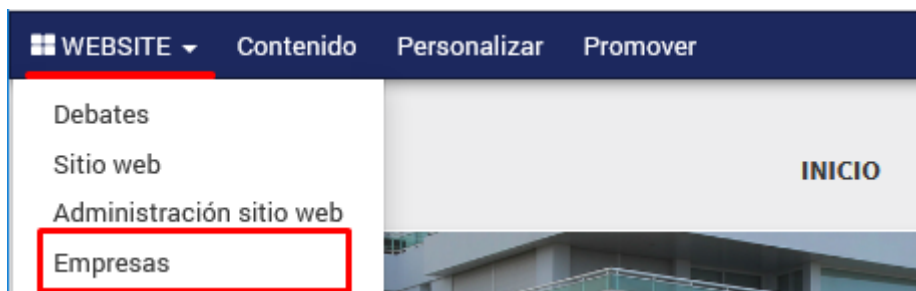 WEBSITE Contenido Personalizar Promover
Debates
Sitio web
INICIO
Administración sitio web
Empresas